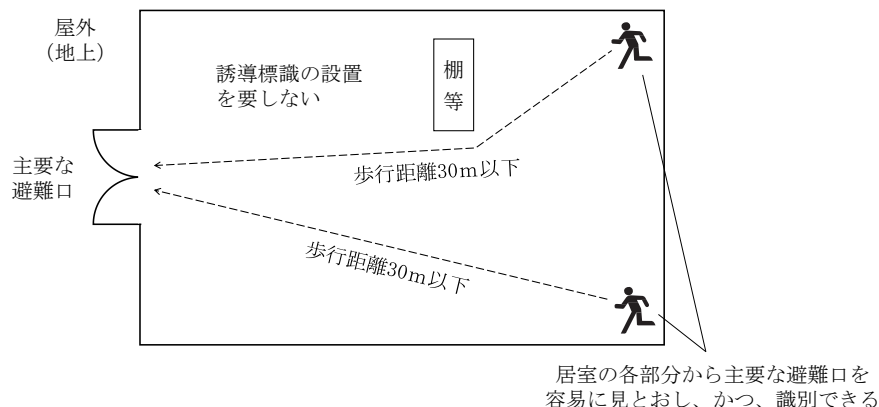 屋外
（地上）
誘導標識の設置
を要しない
棚
等
主要な
避難口
歩行距離30m以下
歩行距離30m以下
居室の各部分から主要な避難口を
容易に見とおし、かつ、識別できる